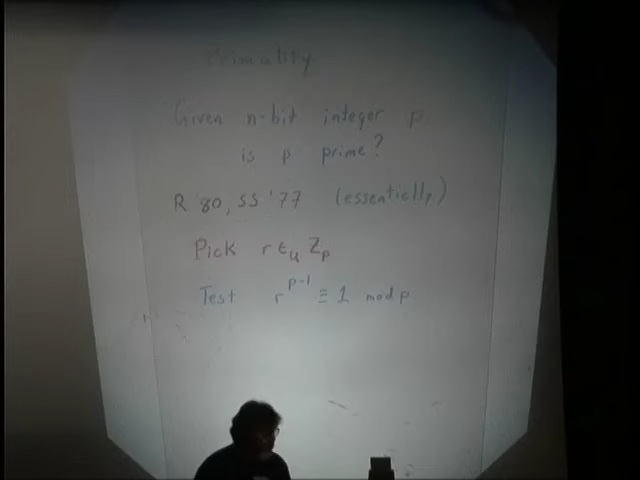 Primality
Given n-bit integer p
is p prime?
R '80, SS '77 (essentially)
Pick r ∈u Zp
Test r^p-1 ≡ 1 mod p